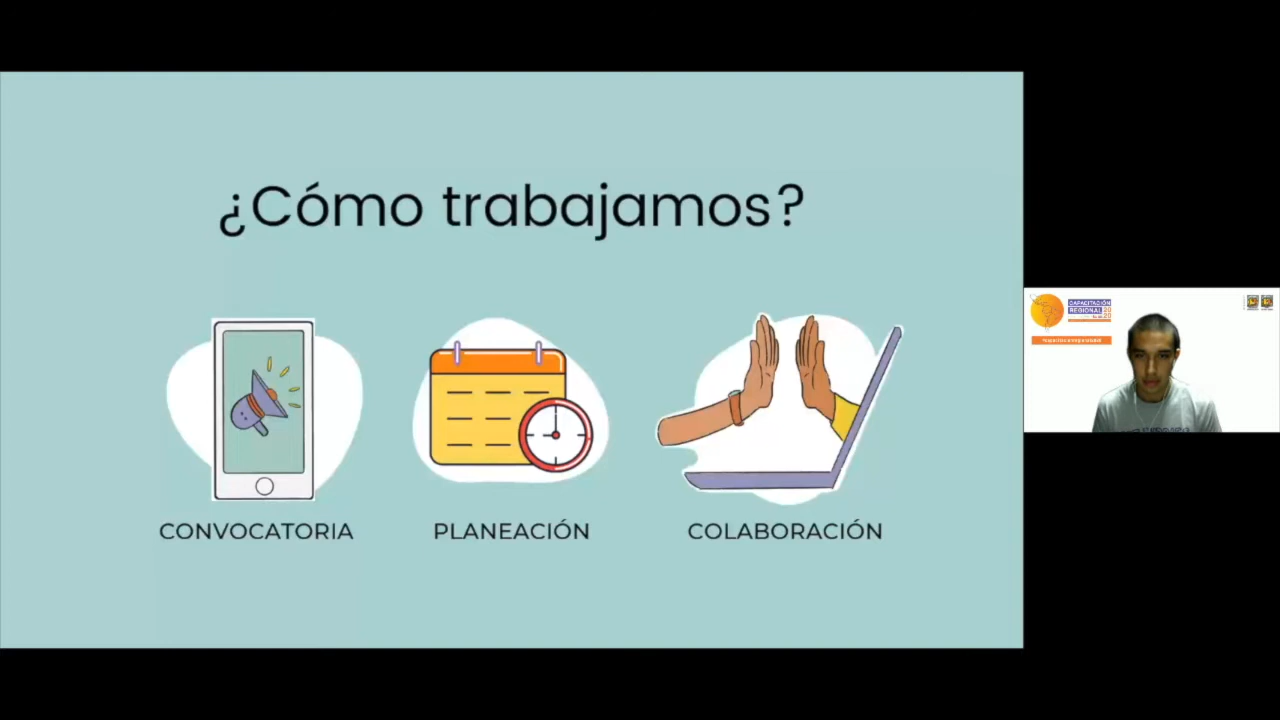 ¿Cómo trabajamos?
CONVOCATORIA
PLANEACIÓN
COLABORACIÓN
CAPACITACIÓN
REGIONAL